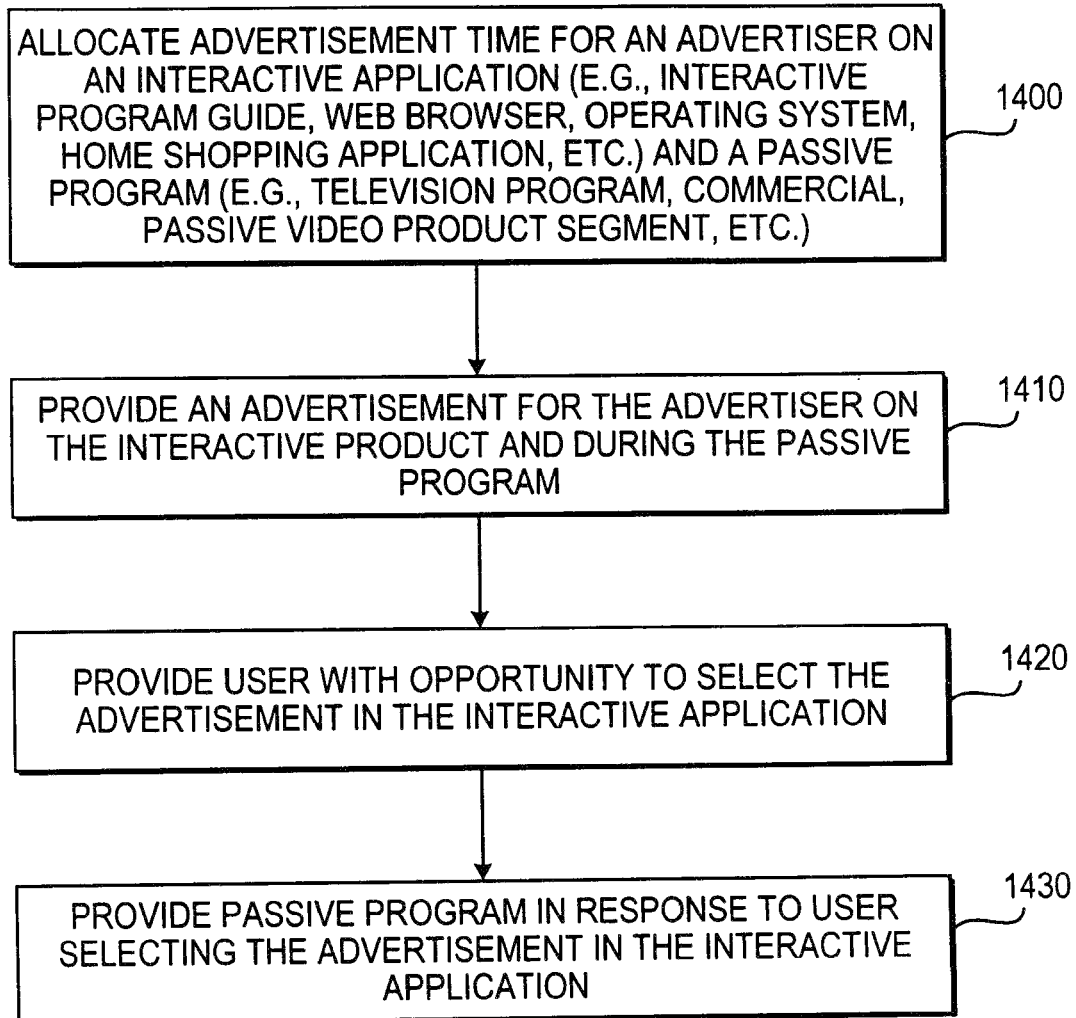 ALLOCATE ADVERTISEMENT TIME FOR AN ADVERTISER ON
AN INTERACTIVE APPLICATION (E.G., INTERACTIVE
PROGRAM GUIDE, WEB BROWSER, OPERATING SYSTEM,
HOME SHOPPING APPLICATION, ETC.) AND A PASSIVE
PROGRAM (E.G., TELEVISION PROGRAM, COMMERCIAL,
PASSIVE VIDEO PRODUCT SEGMENT, ETC.)
1400
PROVIDE AN ADVERTISEMENT FOR THE ADVERTISER ON
THE INTERACTIVE PRODUCT AND DURING THE PASSIVE
PROGRAM
1410
PROVIDE USER WITH OPPORTUNITY TO SELECT THE
ADVERTISEMENT IN THE INTERACTIVE APPLICATION
1420
PROVIDE PASSIVE PROGRAM IN RESPONSE TO USER
SELECTING THE ADVERTISEMENT IN THE INTERACTIVE
APPLICATION
1430